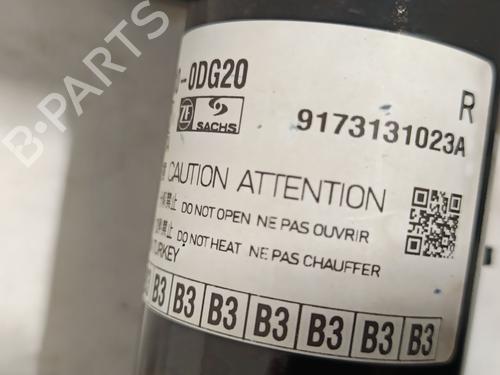 B-PARTS
0-0DG20
R
ZF SACHS
9173131023A
CAUTION ATTENTION
DO NOT OPEN NE PAS OUVRIR
DO NOT HEAT NE PAS CHAUFFER
TURKEY
B3 B3 B3 B3 B3 B3 B3